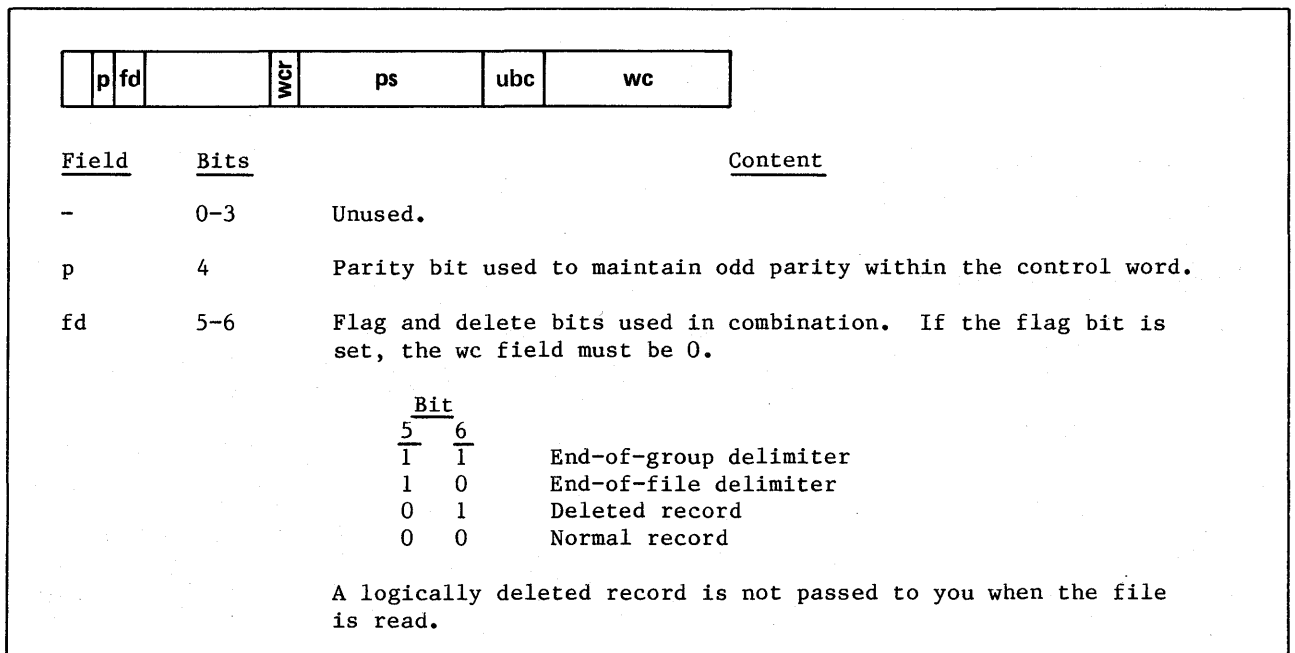 p fd wcr ps ubc wc
Field Bits Content
- 0-3 Unused.
p 4 Parity bit used to maintain odd parity within the control word.
fd 5-6 Flag and delete bits used in combination. If the flag bit is
set, the wc field must be 0.
Bit
5 6
1 1 End-of-group delimiter
1 0 End-of-file delimiter
0 1 Deleted record
0 0 Normal record
A logically deleted record is not passed to you when the file
is read.